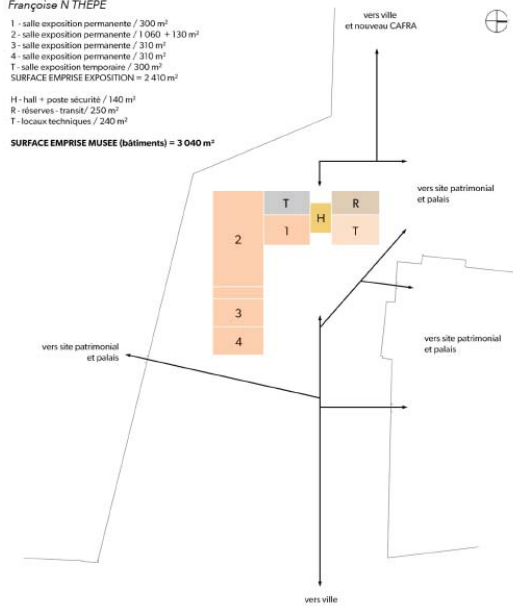 Françoise N THEPE
1 - salle exposition permanente / 300 m²
2 - salle exposition permanente / 1 060 + 130 m²
3 - salle exposition permanente / 310 m²
4 - salle exposition permanente / 310 m²
T - salle exposition temporaire / 300 m²
SURFACE EMPRISE EXPOSITION = 2 410 m²
H - hall + poste sécurité / 140 m²
R - réserves - transit / 250 m²
T - locaux techniques / 240 m²
SURFACE EMPRISE MUSEE (bâtiments) = 3 040 m²
vers ville
et nouveau CAFRA
vers site patrimonial
et palais
T
R
H
2
1
T
3
4
vers site patrimonial
et palais
vers site patrimonial
et palais
vers ville